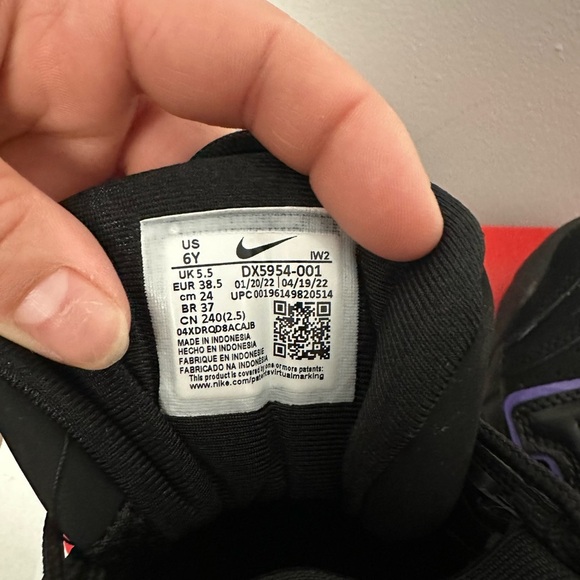 US
6Y
IW2
UK 5.5
DX5954-001
EUR 38.5
01/20/22 | 04/19/22
cm 24
UPC 00196149820514
BR 37
CN 240(2.5)
04XDRQD8ACAJB
MADE IN INDONESIA
HECHO EN INDONESIA
FABRIQUE EN INDONESIE
FABRICADO NA INDONESIA
This product is covered by one or more patents:
www.nike.com/patents virtualmarking